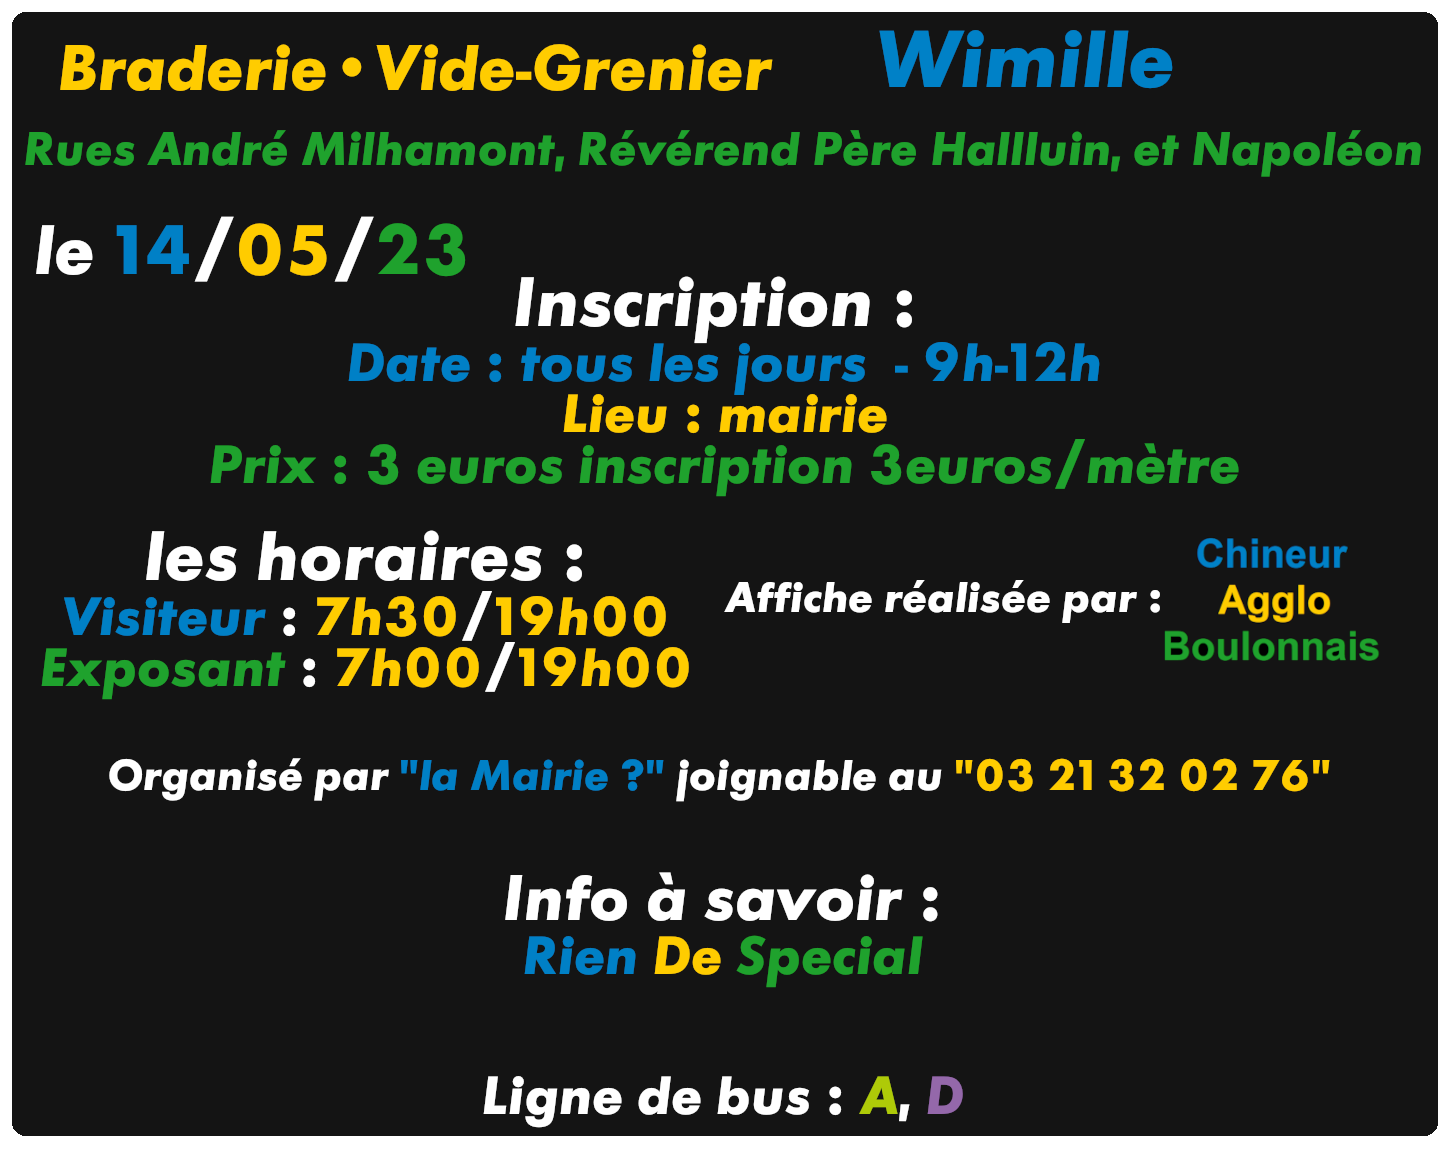 Braderie•Vide-Grenier Wimille
Rues André Milhamont, Révérend Père Hallluin, et Napoléon
le 14/05/23
Inscription :
Date : tous les jours - 9h-12h
Lieu : mairie
Prix : 3 euros inscription 3euros/mètre
les horaires :
Visiteur : 7h30/19h00
Exposant : 7h00/19h00
Affiche réalisée par :
Chineur
Agglo
Boulonnais
Organisé par "la Mairie ?" joignable au "03 21 32 02 76"
Info à savoir :
Rien De Special
Ligne de bus : A, D